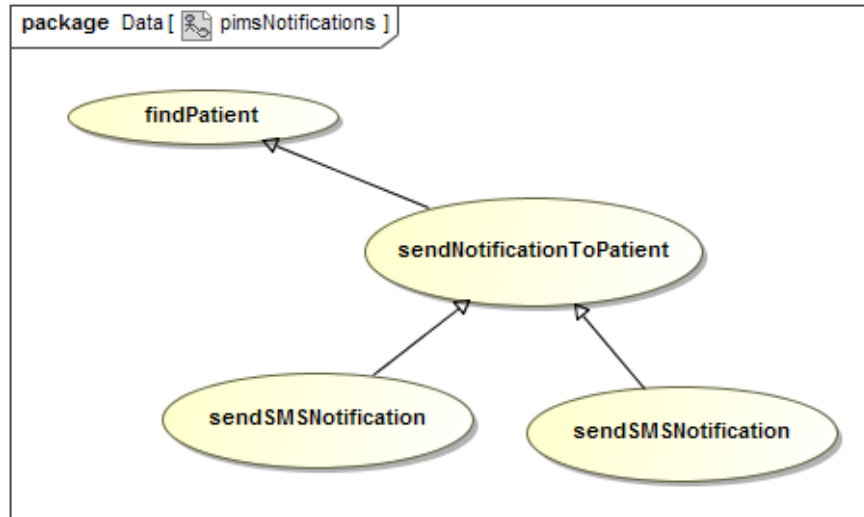 package Data [ pimsNotifications ]
findPatient
sendNotificationToPatient
sendSMSNotification
sendSMSNotification